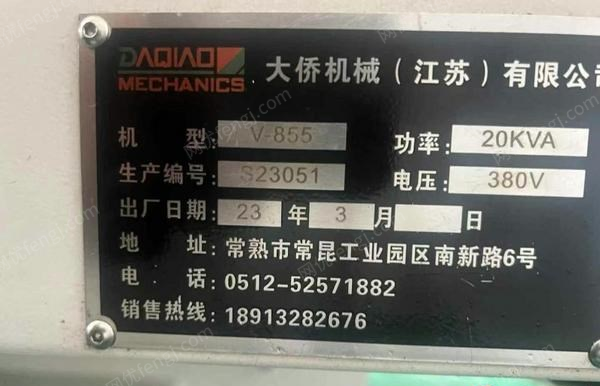 DAQIAO
MECHANICS
大侨机械（江苏）有限公司
机 型: V-855 功率: 20KVA
生产编号: S23051 电压: 380V
出厂日期: 23 年 3 月 日
地 址: 常熟市常昆工业园区南新路6号
电 话: 0512-52571882
销售热线: 18913282676